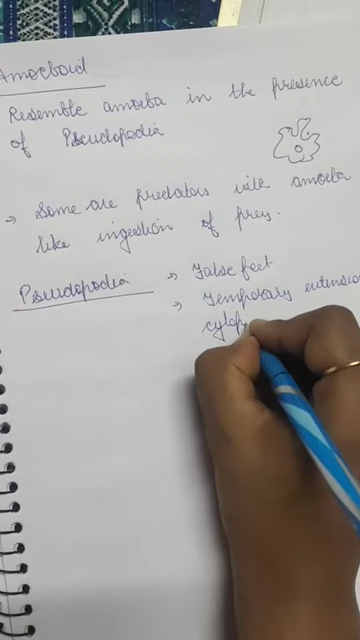 Amoeboid
Resemble amoeba in the presence
of Pseudopodia
→ Some are predators with amoeba
like ingestion of prey.
Pseudopodia → False feet
→ Temporary extension
cytop